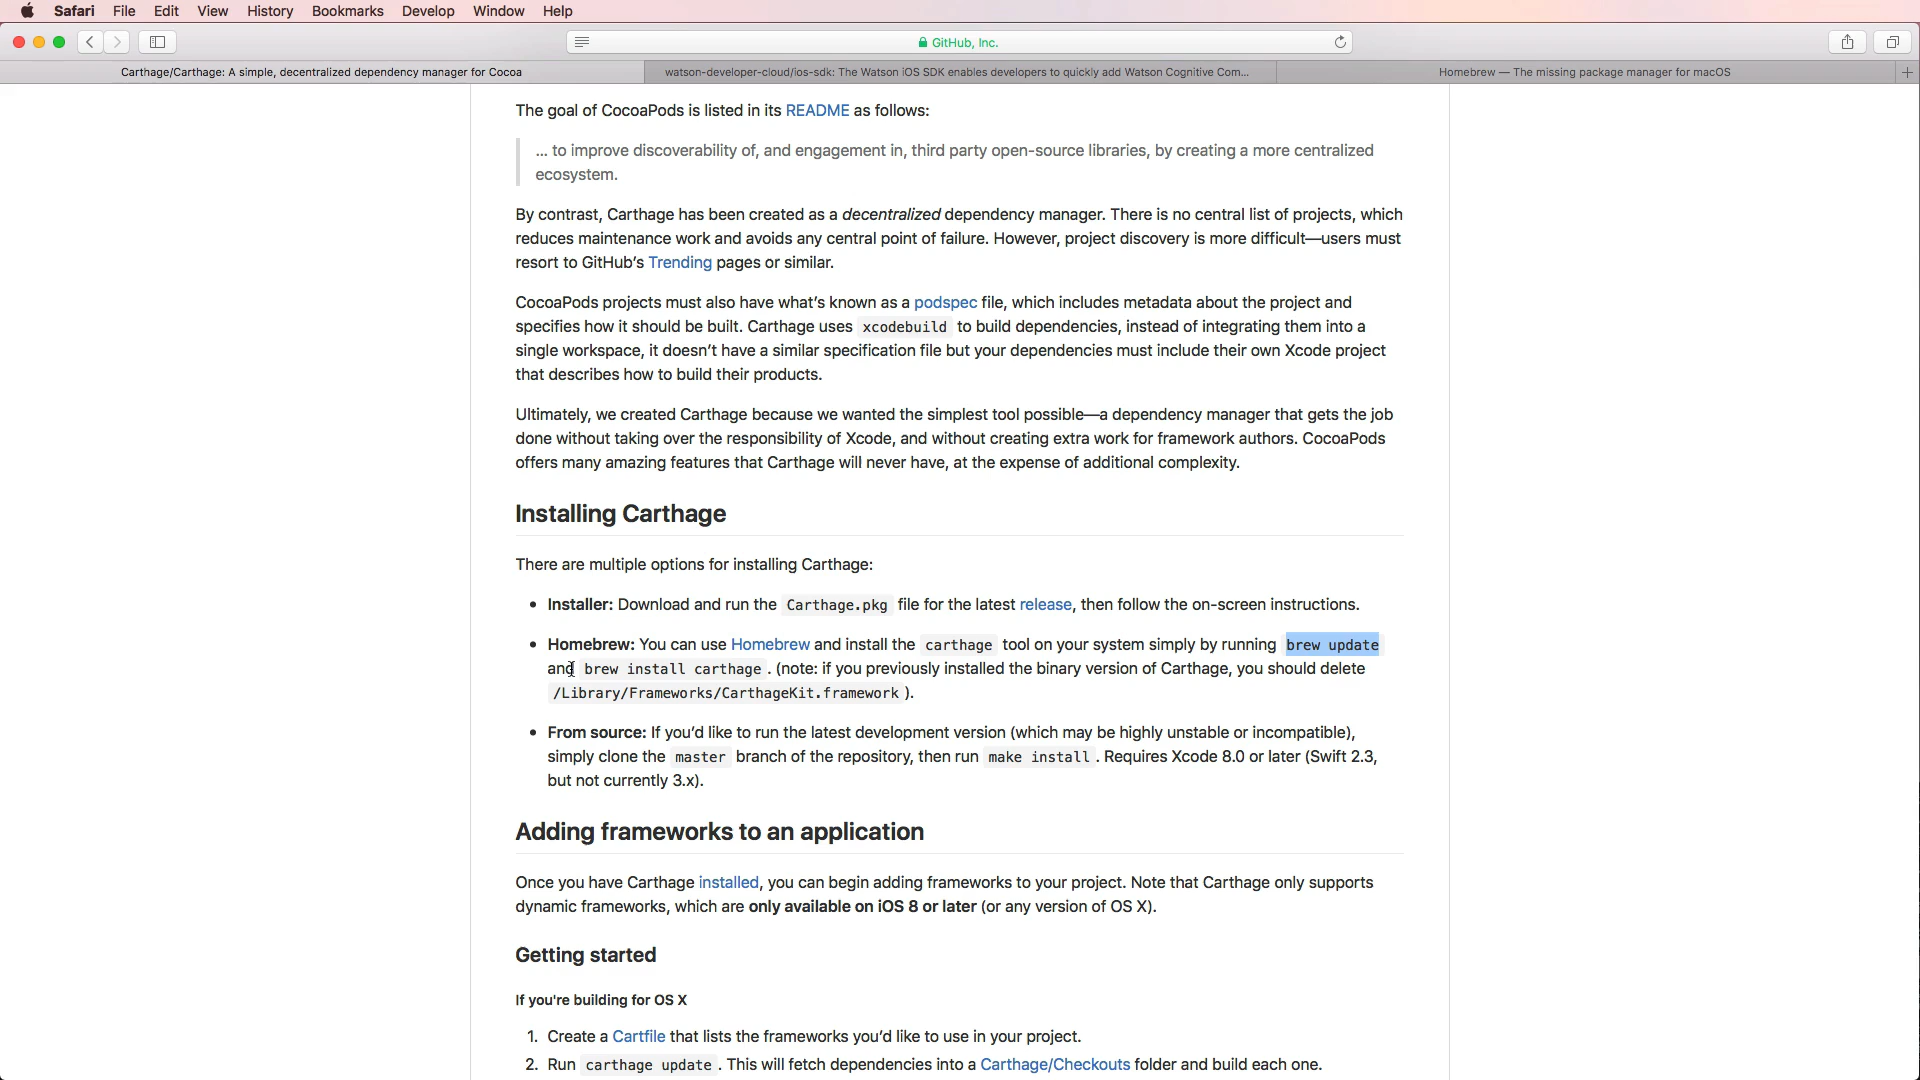 Safari File Edit View History Bookmarks Develop Window Help
GitHub, Inc.
Carthage/Carthage: A simple, decentralized dependency manager for Cocoa
watson-developer-cloud/ios-sdk: The Watson iOS SDK enables developers to quickly add Watson Cognitive Com...
Homebrew — The missing package manager for macOS
The goal of CocoaPods is listed in its README as follows:
... to improve discoverability of, and engagement in, third party open-source libraries, by creating a more centralized
ecosystem.
By contrast, Carthage has been created as a decentralized dependency manager. There is no central list of projects, which
reduces maintenance work and avoids any central point of failure. However, project discovery is more difficult—users must
resort to GitHub's Trending pages or similar.
CocoaPods projects must also have what's known as a podspec file, which includes metadata about the project and
specifies how it should be built. Carthage uses xcodebuild to build dependencies, instead of integrating them into a
single workspace, it doesn't have a similar specification file but your dependencies must include their own Xcode project
that describes how to build their products.
Ultimately, we created Carthage because we wanted the simplest tool possible—a dependency manager that gets the job
done without taking over the responsibility of Xcode, and without creating extra work for framework authors. CocoaPods
offers many amazing features that Carthage will never have, at the expense of additional complexity.
Installing Carthage
There are multiple options for installing Carthage:
• Installer: Download and run the Carthage.pkg file for the latest release, then follow the on-screen instructions.
• Homebrew: You can use Homebrew and install the carthage tool on your system simply by running brew update
and brew install carthage. (note: if you previously installed the binary version of Carthage, you should delete
/Library/Frameworks/CarthageKit.framework ).
• From source: If you'd like to run the latest development version (which may be highly unstable or incompatible),
simply clone the master branch of the repository, then run make install. Requires Xcode 8.0 or later (Swift 2.3,
but not currently 3.x).
Adding frameworks to an application
Once you have Carthage installed, you can begin adding frameworks to your project. Note that Carthage only supports
dynamic frameworks, which are only available on iOS 8 or later (or any version of OS X).
Getting started
If you're building for OS X
1. Create a Cartfile that lists the frameworks you'd like to use in your project.
2. Run carthage update. This will fetch dependencies into a Carthage/Checkouts folder and build each one.